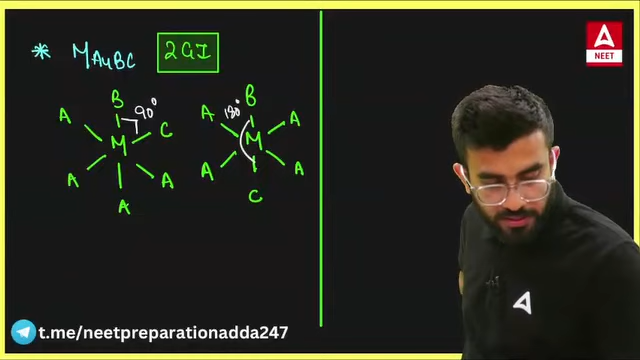 * MA4BC 2GI
B
A 90° C
M
A A
A
B
A 180° A
M
A A
C
A
NEET
t.me/neetpreparationadda247